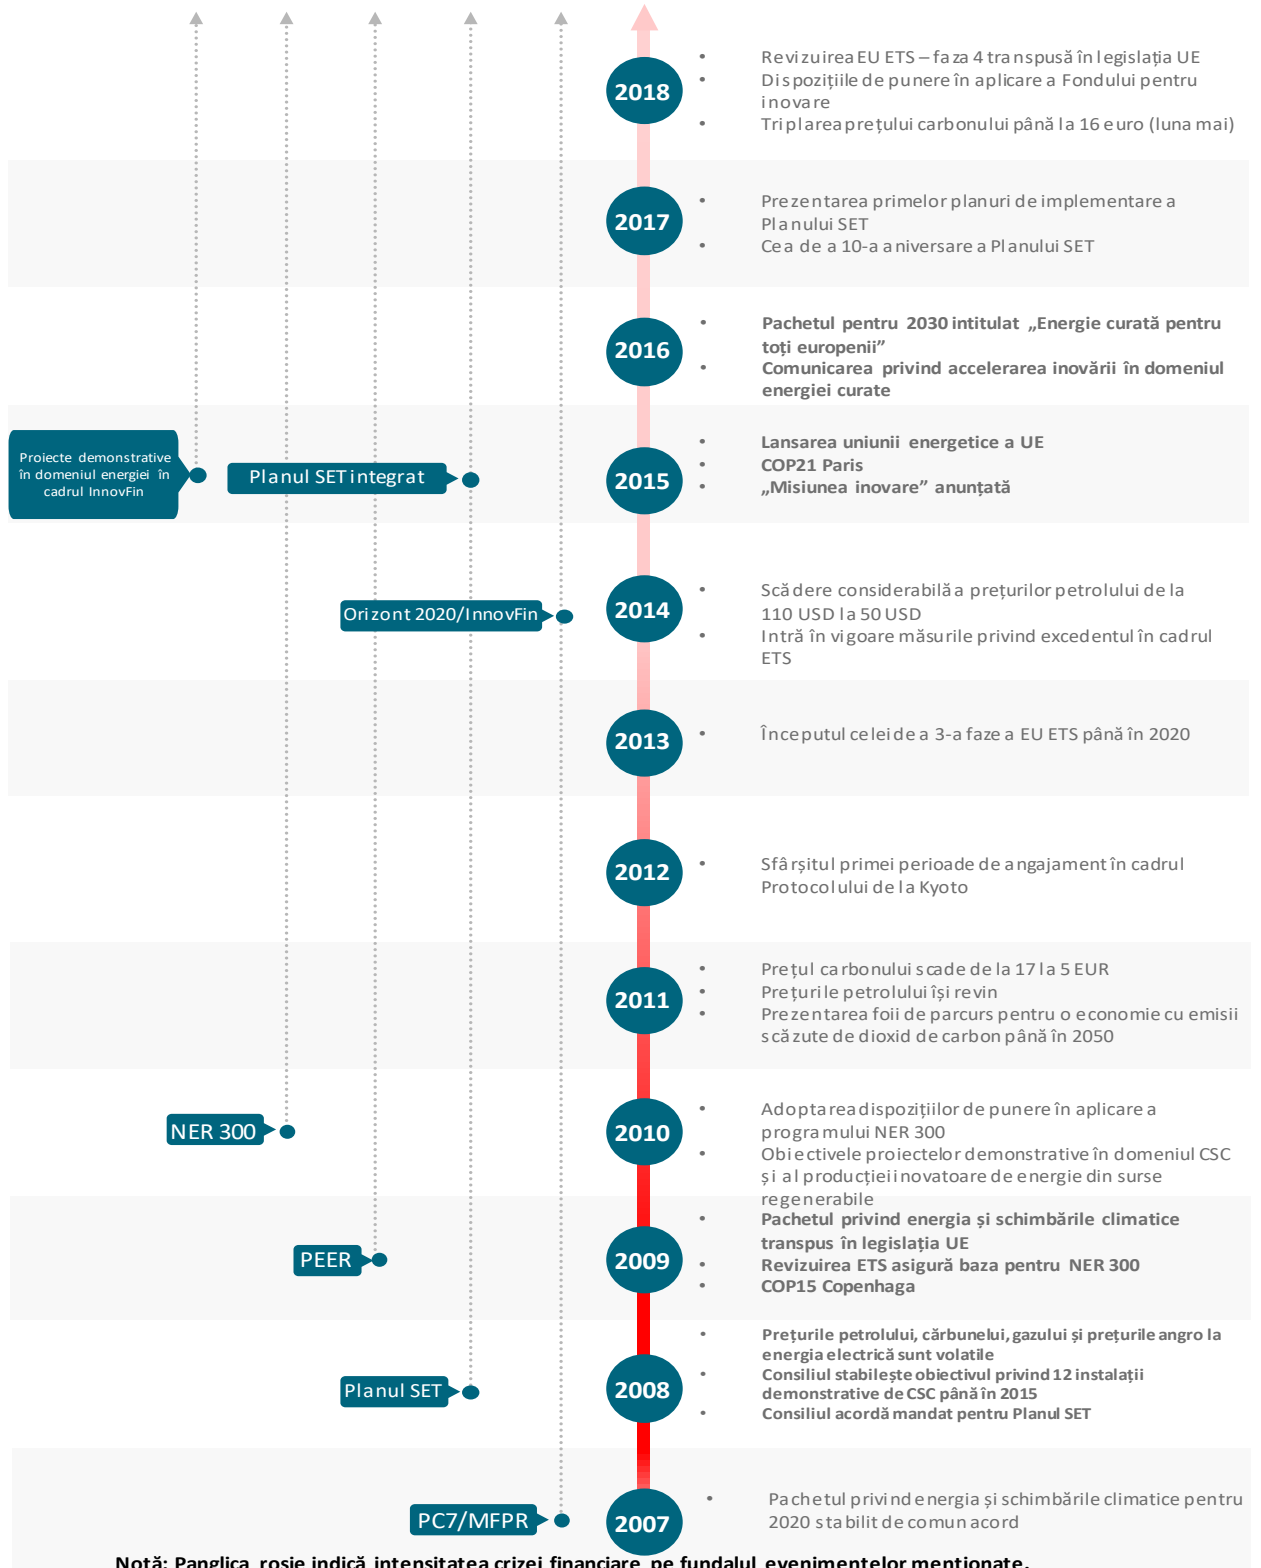 2018
Revizuirea EU ETS – faza 4 transpusă în legislația UE
Dispozițiile de punere în aplicare a Fondului pentru
inovare
Triplarea prețului carbonului până la 16 euro (luna mai)
2017
Prezentarea primelor planuri de implementare a
Planului SET
Cea de a 10-a aniversare a Planului SET
2016
Pachetul pentru 2030 intitulat „Energie curată pentru
toți europenii”
Comunicarea privind accelerarea inovării în domeniul
energiei curate
Proiecte demonstrative
în domeniul energiei în
cadrul InnovFin
Planul SET integrat
2015
Lansarea uniunii energetice a UE
COP21 Paris
„Misiunea inovare” anunțată
Orizont 2020/InnovFin
2014
Scădere considerabilă a prețurilor petrolului de la
110 USD la 50 USD
Intră în vigoare măsurile privind excedentul în cadrul
ETS
2013
Începutul celei de a 3-a faze a EU ETS până în 2020
2012
Sfârșitul primei perioade de angajament în cadrul
Protocolului de la Kyoto
2011
Prețul carbonului scade de la 17 la 5 EUR
Prețurile petrolului își revin
Prezentarea foii de parcurs pentru o economie cu emisii
scăzute de dioxid de carbon până în 2050
NER 300
2010
Adoptarea dispozițiilor de punere în aplicare a
programului NER 300
Obiectivele proiectelor demonstrative în domeniul CSC
și al producției inovatoare de energie din surse
regenerabile
PEER
2009
Pachetul privind energia și schimbările climatice
transpus în legislația UE
Revizuirea ETS asigură baza pentru NER 300
COP15 Copenhaga
Planul SET
2008
Prețurile petrolului, cărbunelui, gazului și prețurile angro la
energia electrică sunt volatile
Consiliul stabilește obiectivul privind 12 instalații
demonstrative de CSC până în 2015
Consiliul acordă mandat pentru Planul SET
PC7/MFPR
2007
Pachetul privind energia și schimbările climatice pentru
2020 stabilit de comun acord
Notă: Panglica roșie indică intensitatea crizei financiare pe fundalul evenimentelor menționate.